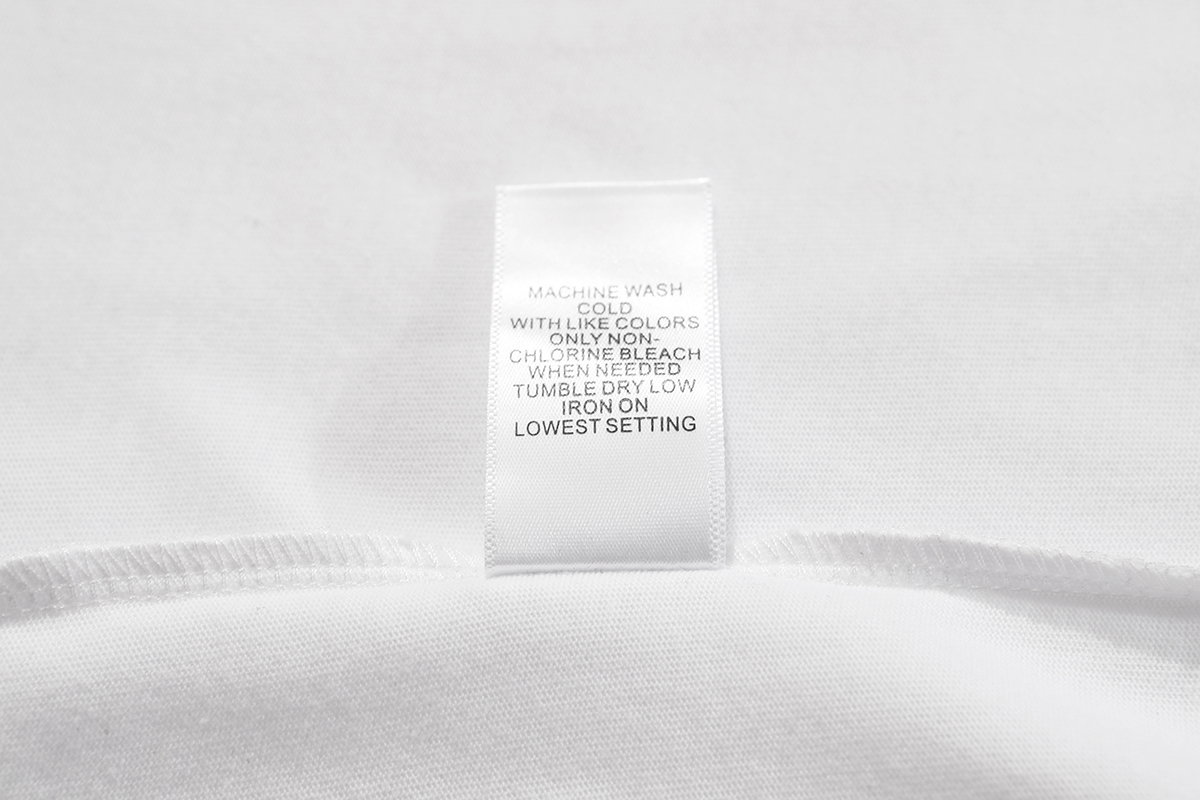 MACHINE WASH
COLD
WITH LIKE COLORS
ONLY NON-
CHLORINE BLEACH
WHEN NEEDED
TUMBLE DRY LOW
IRON ON
LOWEST SETTING